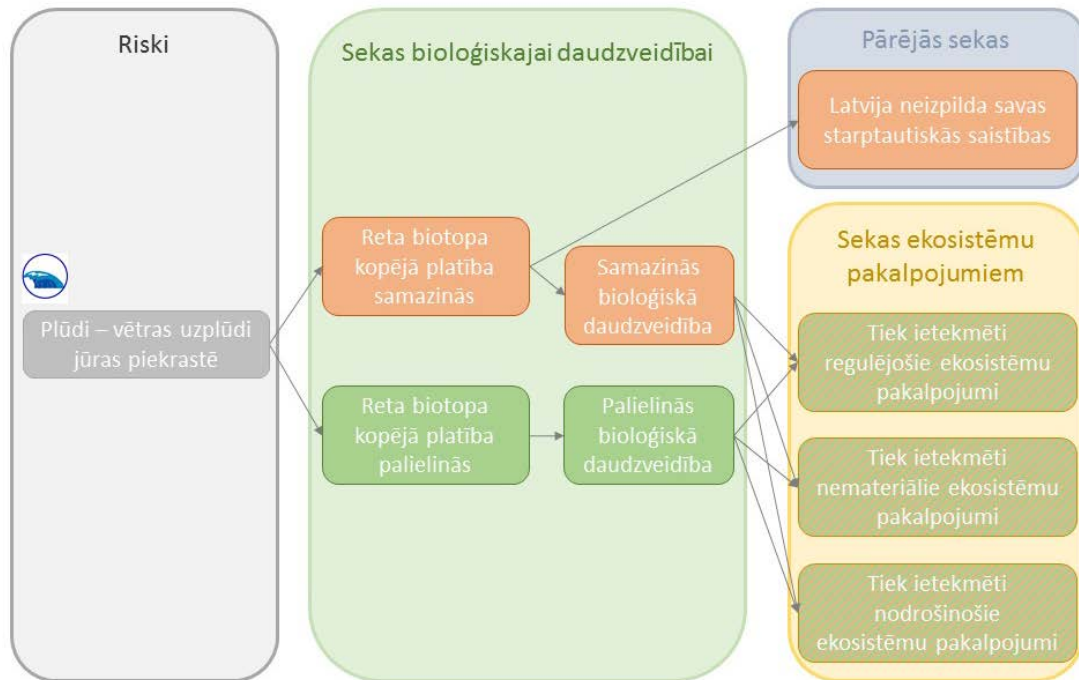 Riski
Plūdi – vētras uzplūdi
jūras piekrastē
Sekas bioloģiskajai daudzveidībai
Reta biotopa
kopējā platība
samazinās
Samazinās
bioloģiskā
daudzveidība
Reta biotopa
kopējā platība
palielinās
Palielinās
bioloģiskā
daudzveidība
Pārējās sekas
Latvija neizpilda savas
starptautiskās saistības
Sekas ekosistēmu
pakalpojumiem
Tiek ietekmēti
regulējošie ekosistēmu
pakalpojumi
Tiek ietekmēti
nemateriālie ekosistēmu
pakalpojumi
Tiek ietekmēti
nodrošinošie
ekosistēmu pakalpojumi